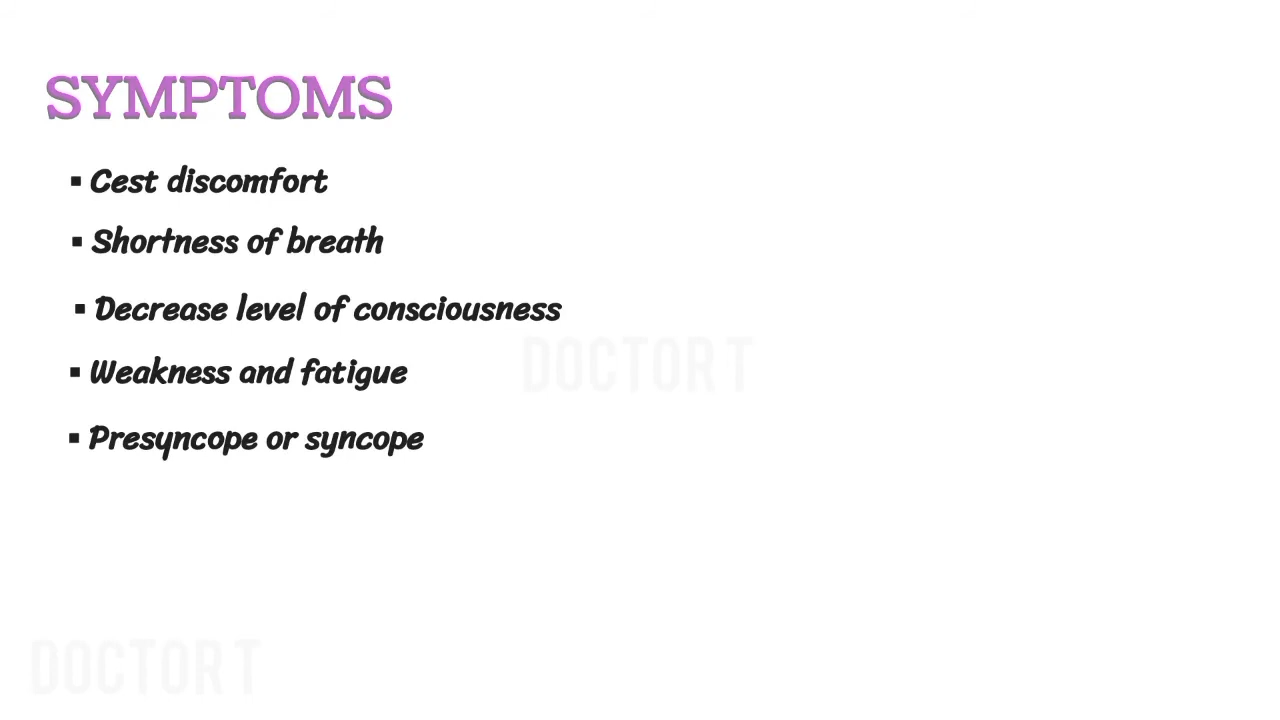 SYMPTOMS
▪ Cest discomfort
▪ Shortness of breath
▪ Decrease level of consciousness
DOCTOR T
▪ Weakness and fatigue
▪ Presyncope or syncope
DOCTOR T